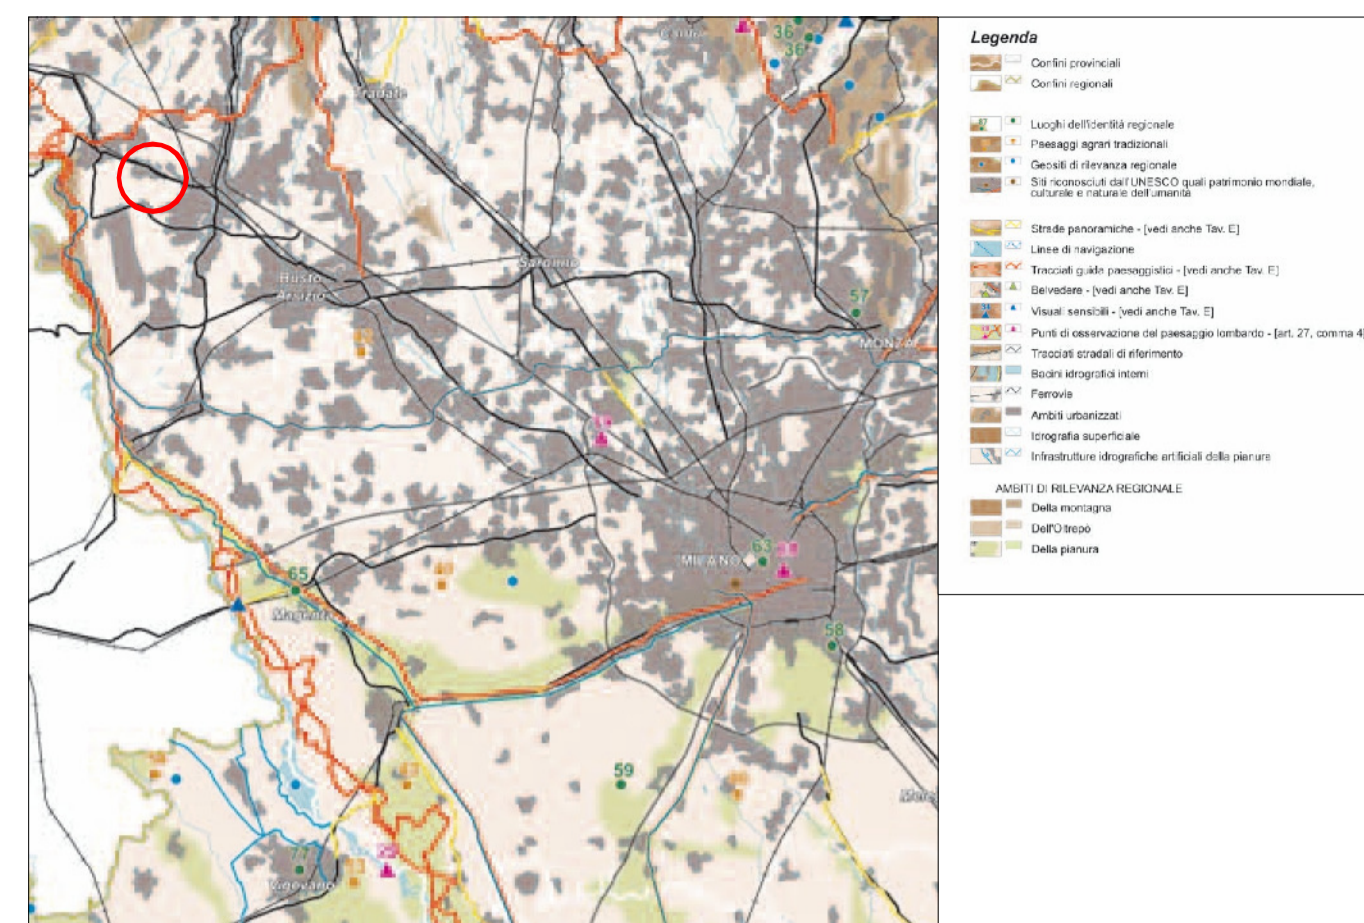 Como
36
36
Tradate
Saronno
Busto
Arsizio
57
MONZA
MILANO
63
65
Magenta
58
59
77
Vigevano
Legenda
Confini provinciali
Confini regionali
Luoghi dell'identità regionale
Paesaggi agrari tradizionali
Geositi di rilevanza regionale
Siti riconosciuti dall'UNESCO quali patrimonio mondiale,
culturale e naturale dell'umanità
Strade panoramiche - [vedi anche Tav. E]
Linee di navigazione
Tracciati guida paesaggistici - [vedi anche Tav. E]
Belvedere - [vedi anche Tav. E]
Visuali sensibili - [vedi anche Tav. E]
Punti di osservazione del paesaggio lombardo - [art. 27, comma 4]
Tracciati stradali di riferimento
Bacini idrografici interni
Ferrovie
Ambiti urbanizzati
Idrografia superficiale
Infrastrutture idrografiche artificiali della pianura
AMBITI DI RILEVANZA REGIONALE
Della montagna
Dell'Oltrepò
Della pianura